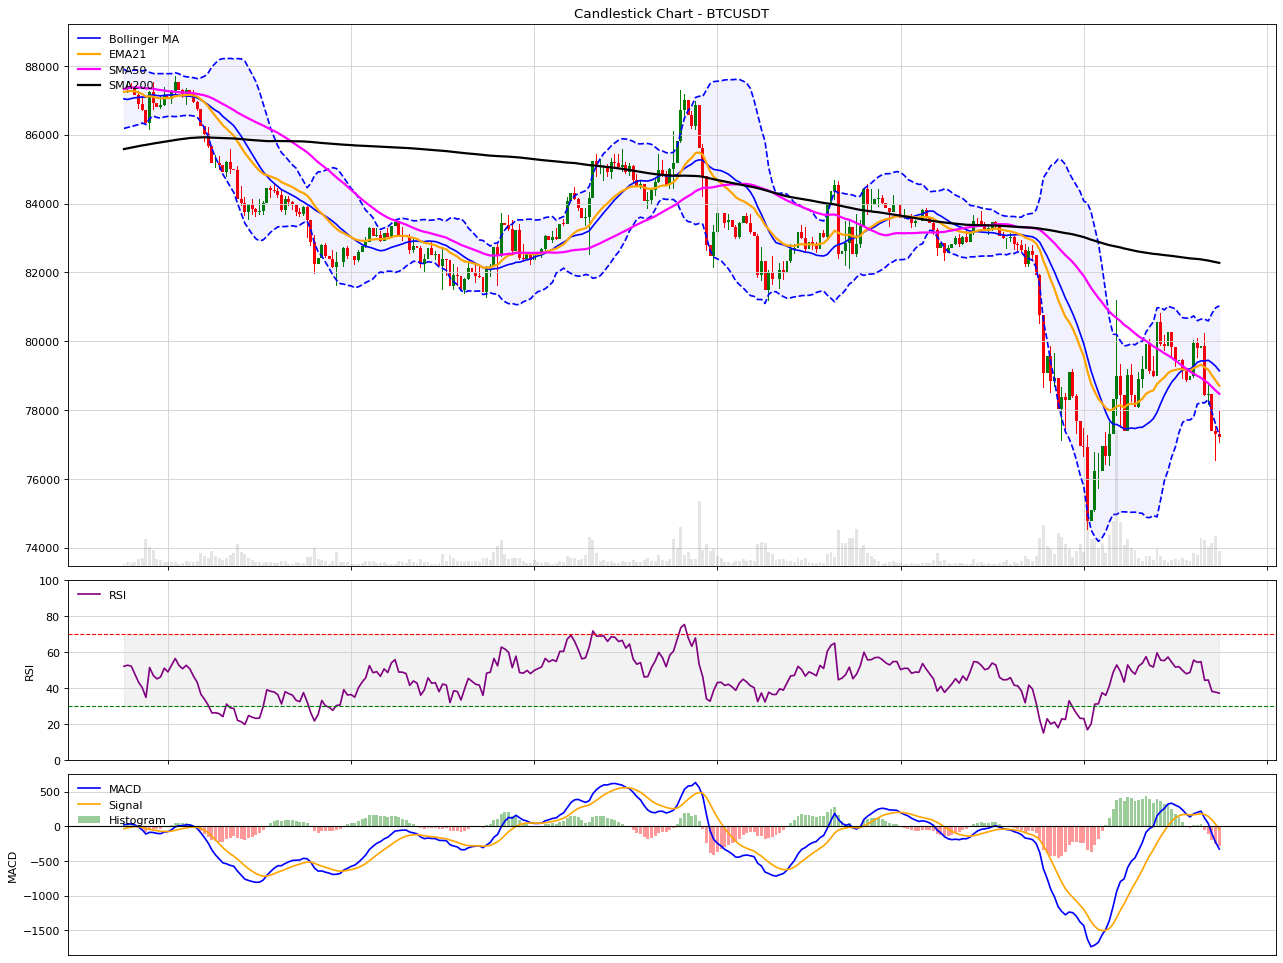 Candlestick Chart - BTCUSDT
Bollinger MA
EMA21
SMA50
SMA200
88000
86000
84000
82000
80000
78000
76000
74000
RSI
100
80
60
40
20
0
RSI
MACD
Signal
Histogram
500
0
−500
−1000
−1500
MACD